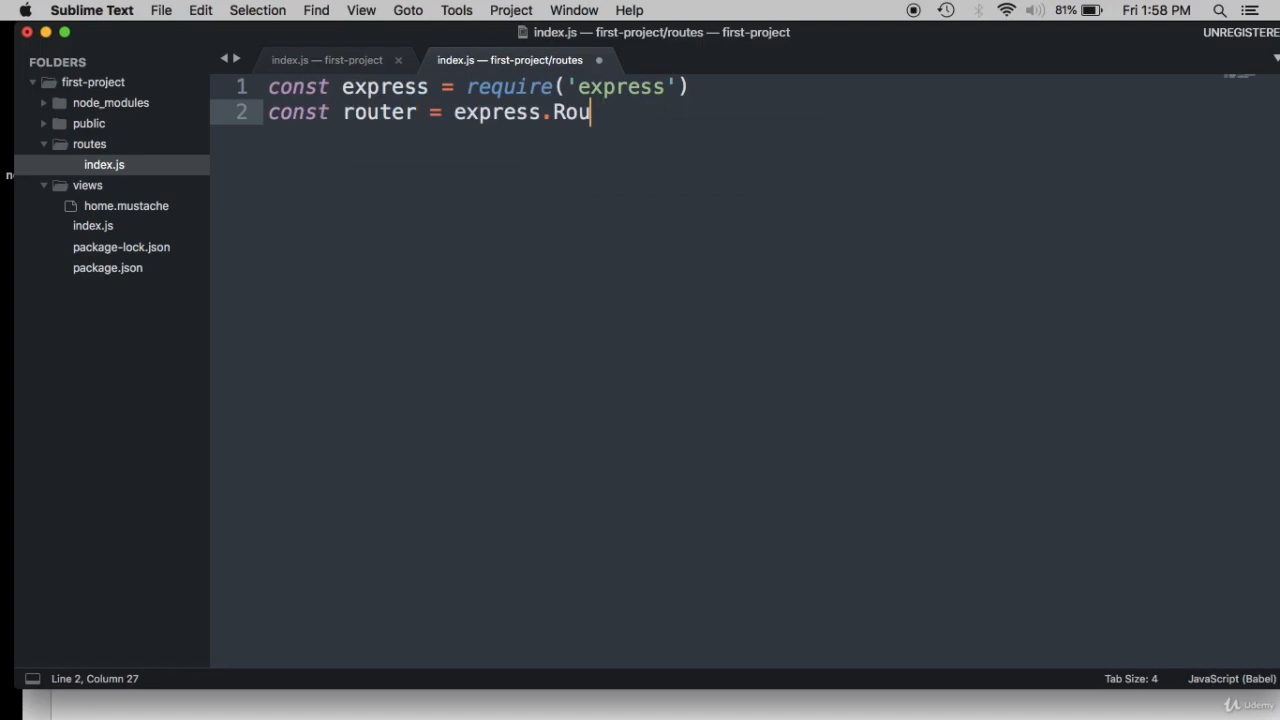 Sublime Text File Edit Selection Find View Goto Tools Project Window Help 81% Fri 1:58 PM
index.js — first-project/routes — first-project UNREGISTERE
FOLDERS
first-project
node_modules
public
routes
index.js
views
home.mustache
index.js
package-lock.json
package.json
index.js — first-project × index.js — first-project/routes
1 const express = require('express')
2 const router = express.Rou
Line 2, Column 27 Tab Size: 4 JavaScript (Babel)
Udemy